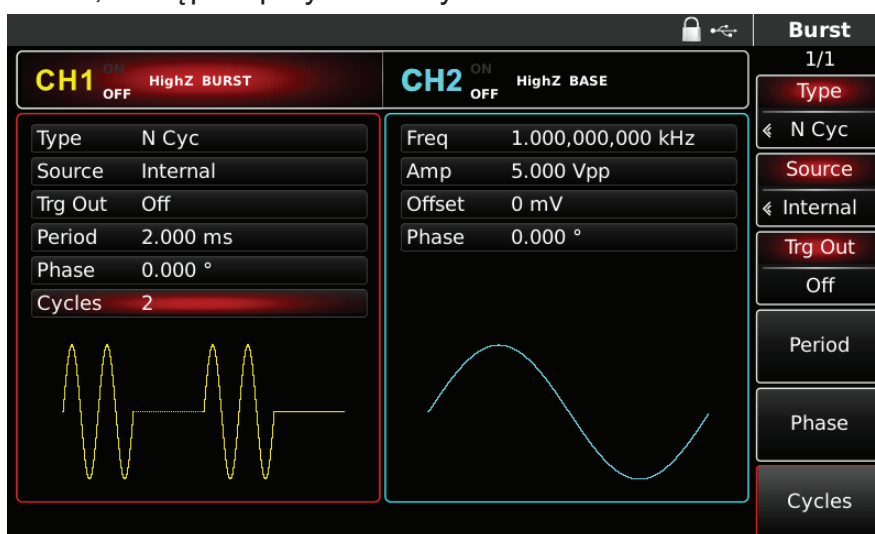 Burst
1/1
CH1 ON OFF HighZ BURST
CH2 ON OFF HighZ BASE
Type N Cyc
Source Internal
Trg Out Off
Period 2.000 ms
Phase 0.000 °
Cycles 2
Freq 1.000,000,000 kHz
Amp 5.000 Vpp
Offset 0 mV
Phase 0.000 °
Type
N Cyc
Source
Internal
Trg Out
Off
Period
Phase
Cycles